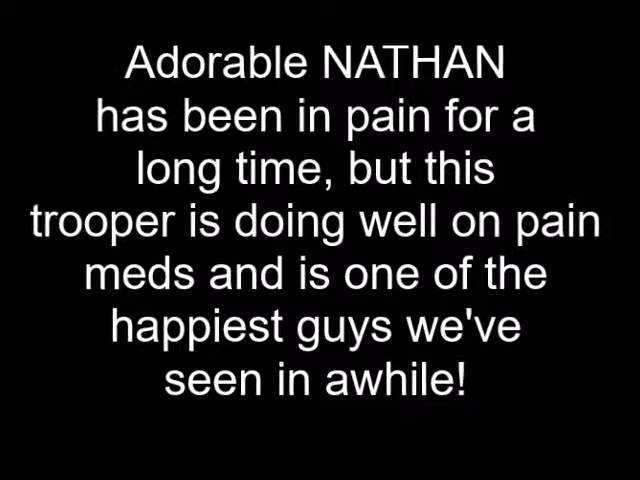 Adorable NATHAN
has been in pain for a
long time, but this
trooper is doing well on pain
meds and is one of the
happiest guys we've
seen in awhile!